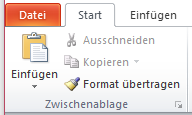 Datei Start Einfügen
Ausschneiden
Kopieren
Einfügen
Format übertragen
Zwischenablage